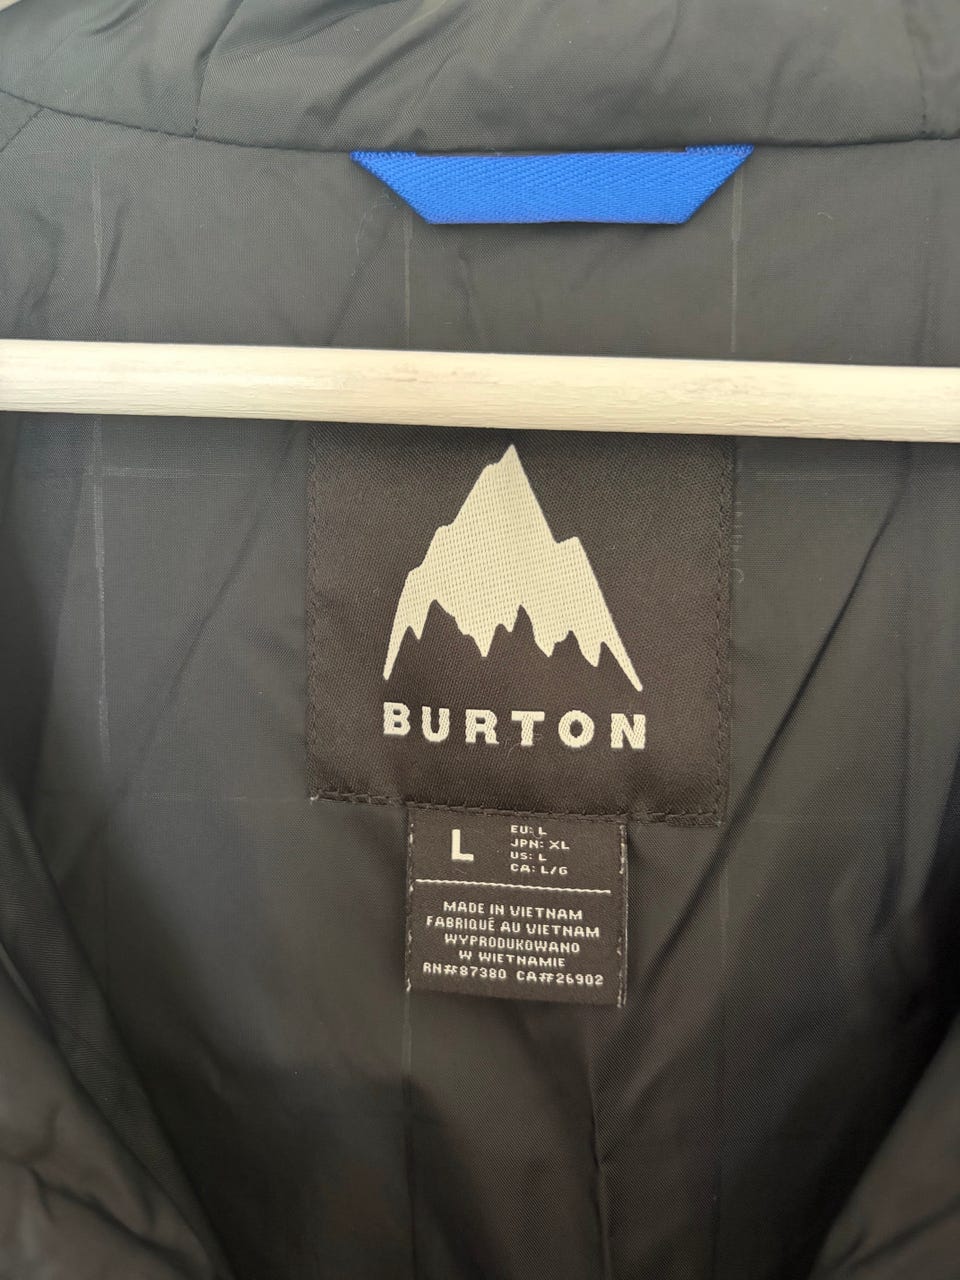 BURTON
L
EU: L
JPN: XL
US: L
CA: L/G
MADE IN VIETNAM
FABRIQUÉ AU VIETNAM
WYPRODUKOWANO
W WIETNAMIE
RN#87380 CA#26902